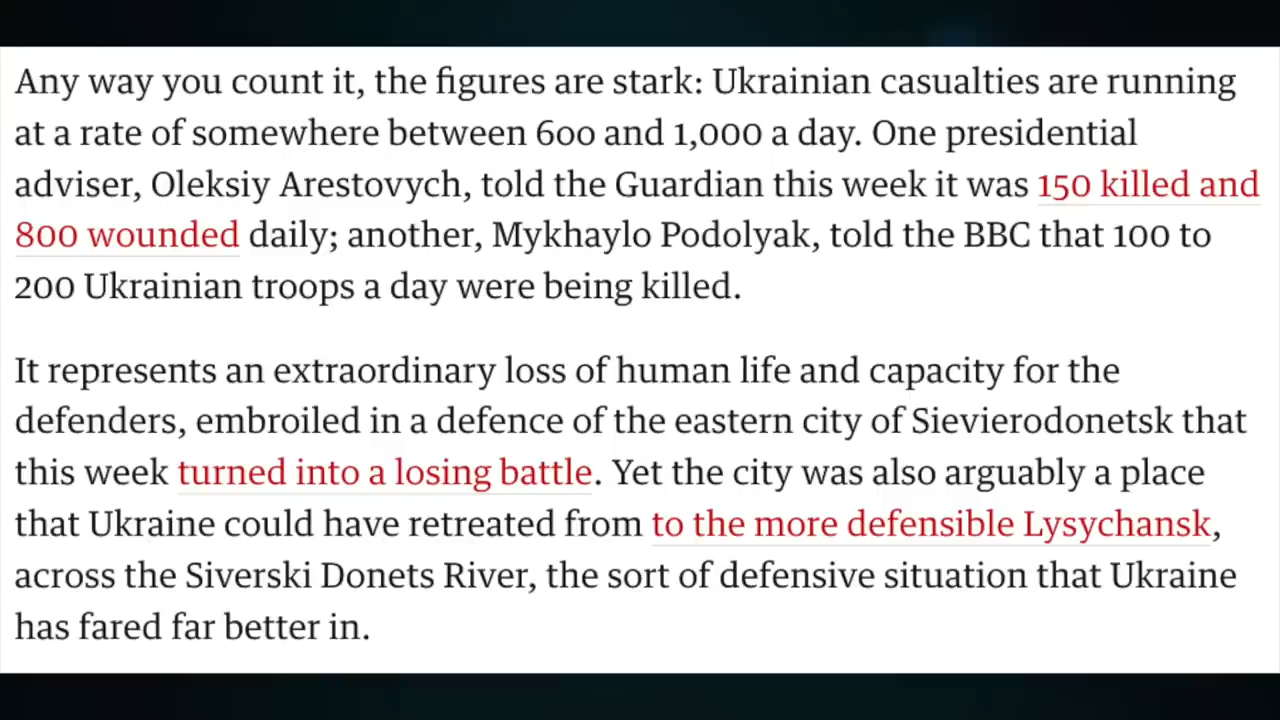 Any way you count it, the figures are stark: Ukrainian casualties are running
at a rate of somewhere between 600 and 1,000 a day. One presidential
adviser, Oleksiy Arestovych, told the Guardian this week it was 150 killed and
800 wounded daily; another, Mykhaylo Podolyak, told the BBC that 100 to
200 Ukrainian troops a day were being killed.
It represents an extraordinary loss of human life and capacity for the
defenders, embroiled in a defence of the eastern city of Sievierodonetsk that
this week turned into a losing battle. Yet the city was also arguably a place
that Ukraine could have retreated from to the more defensible Lysychansk,
across the Siverski Donets River, the sort of defensive situation that Ukraine
has fared far better in.